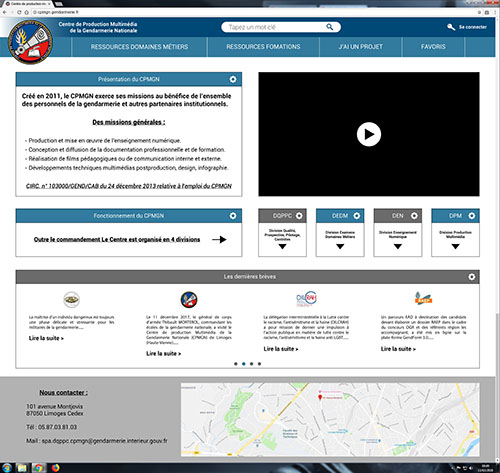 Centre de production mu
cpmgn.gendarmerie.fr
Centre de Production Multimédia
de la Gendarmerie Nationale
Tapez un mot clé
Se connecter
RESSOURCES DOMAINES MÉTIERS
RESSOURCES FOMATIONS
J'AI UN PROJET
FAVORIS
Présentation du CPMGN
Créé en 2011, le CPMGN exerce ses missions au bénéfice de l'ensemble
des personnels de la gendarmerie et autres partenaires institutionnels.
Des missions générales :
- Production et mise en œuvre de l'enseignement numérique.
- Conception et diffusion de la documentation professionnelle et de formation.
- Réalisation de films pédagogiques ou de communication interne et externe.
- Développements techniques multimédias postproduction, design, infographie.
CIRC. n° 103000/GEND/CAB du 24 décembre 2013 relative à l'emploi du CPMGN
Fonctionnement du CPMGN
Outre le commandement Le Centre est organisé en 4 divisions
DQPPC
Division Qualité,
Prospective, Pilotage,
Contrôles
DEDM
Division Examens
Domaines Métiers
DEN
Division Enseignement
Numérique
DPM
Division Production
Multimédia
Les dernières brèves
La maîtrise d'un individu dangereux est toujours
une phase délicate et stressante pour les
militaires de la gendarmerie......
Lire la suite >
Le 11 décembre 2017, le général de corps
d'armée Thibault MORTEROL, commandant les
écoles de la gendarmerie nationale, a visité le
Centre de production Multimédia de la
Gendarmerie Nationale (CPMGN) de Limoges
(Haute-Vienne)......
Lire la suite >
DILCRAH
La délégation interministérielle à la lutte contre
le racisme, l'antisémitisme et la (DILCRAH)
a pour mission de donner une impulsion à
l'action publique en matière de lutte contre le
racisme, l'antisémitisme et la haine anti LGBT......
Lire la suite >
RAEP
Un parcours EAD à destination des candidats
devant élaborer un dossier RAEP dans le cadre
du concours OGR et des référents région les
accompagnant, a été mis en ligne sur la
plate forme GendForm 3.0......
Lire la suite >
Nous contacter :
101 avenue Montjovis
87050 Limoges Cedex
Tél : 05.87.03.81.03
Mail : spa.dqppc.cpmgn@gendarmerie.interieur.gouv.fr